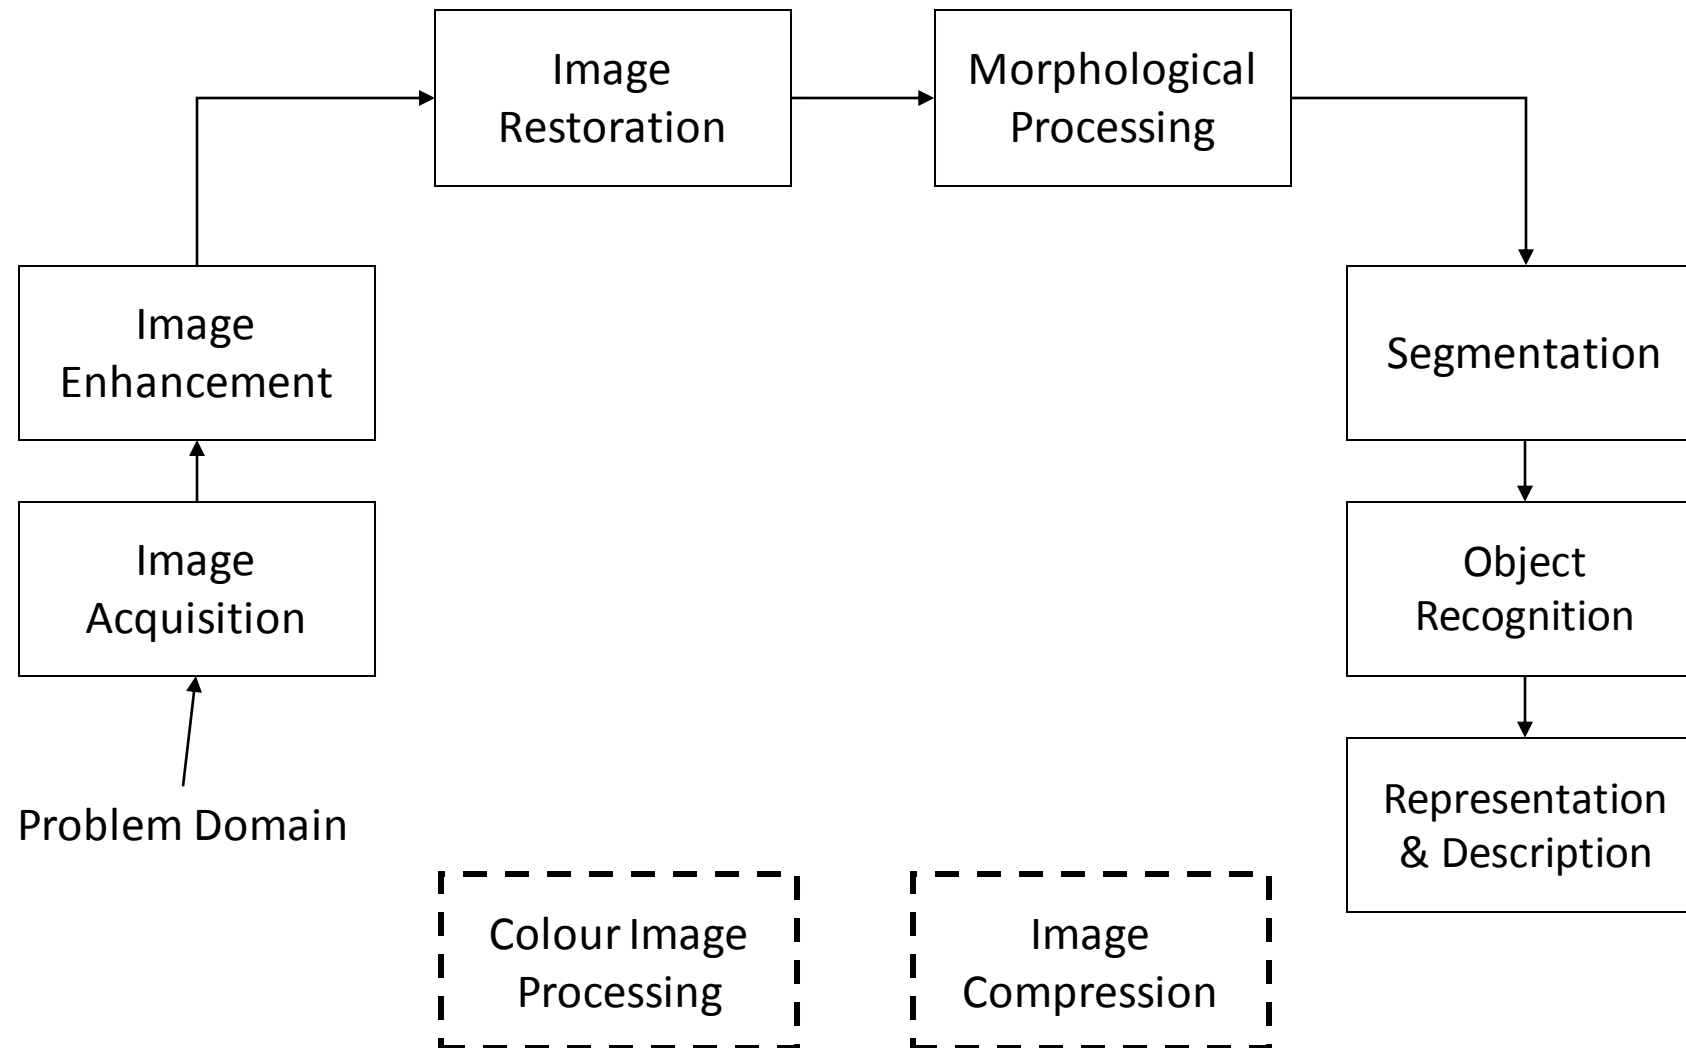 Image
Restoration
Morphological
Processing
Image
Enhancement
Segmentation
Image
Acquisition
Object
Recognition
Problem Domain
Representation
& Description
Colour Image
Processing
Image
Compression